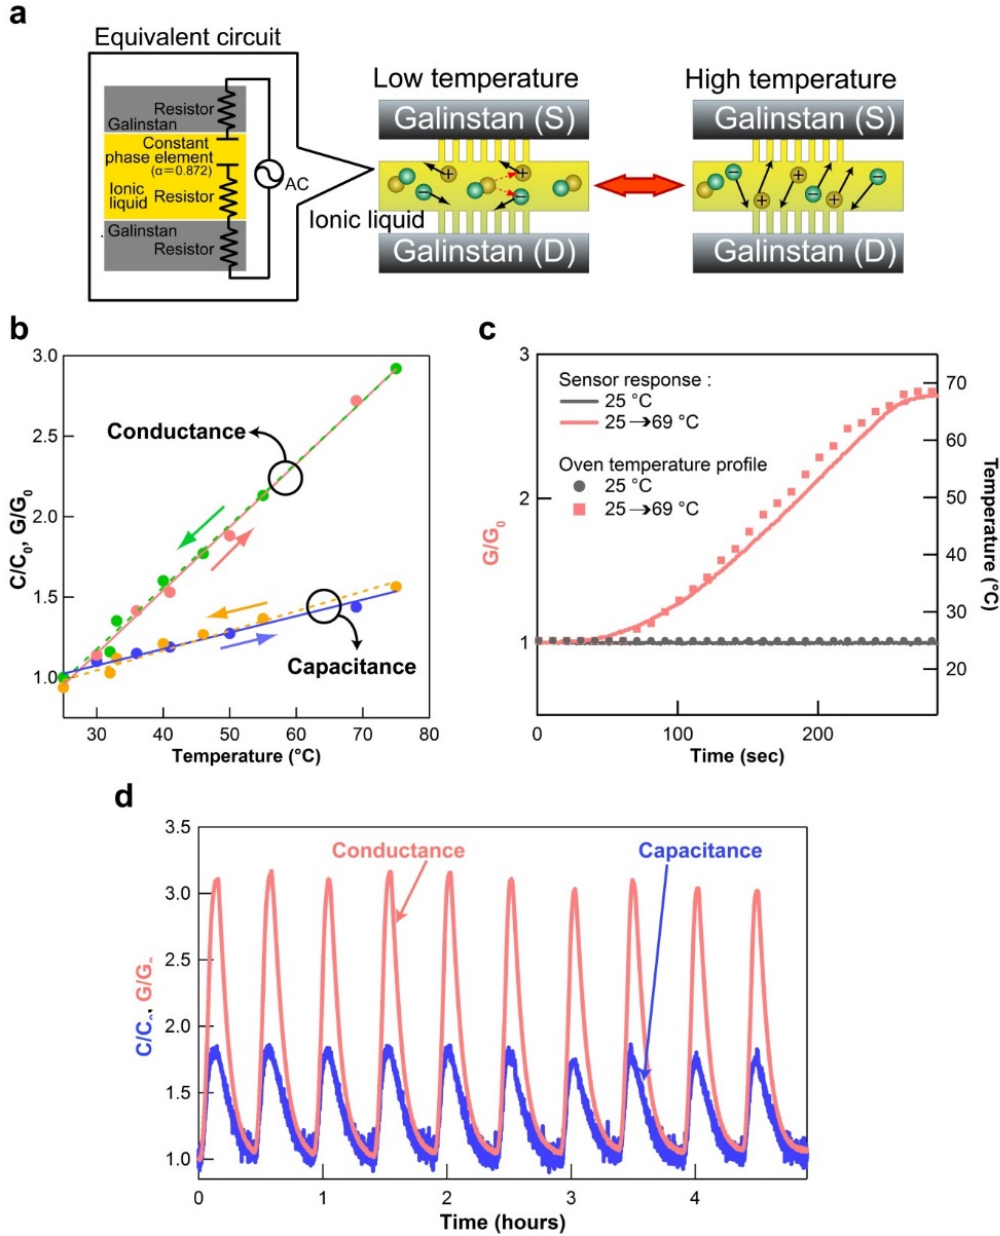 a
Equivalent circuit
Resistor
Galinstan
Constant
phase element
(α=0.872)
Ionic
liquid
Resistor
Galinstan
Resistor
AC
Low temperature
Galinstan (S)
+
+
−
−
Ionic liquid
Galinstan (D)
High temperature
Galinstan (S)
−
+
−
+
−
Galinstan (D)
b
3.0
2.5
2.0
1.5
1.0
C/C0, G/G0
Conductance
Capacitance
30 40 50 60 70 80
Temperature (°C)
c
3
2
1
G/G0
Sensor response :
25 °C
25→69 °C
Oven temperature profile
25 °C
25→69 °C
70
60
50
40
30
20
Temperature (°C)
0 100 200
Time (sec)
d
3.5
3.0
2.5
2.0
1.5
1.0
Conductance
Capacitance
0 1 2 3 4
Time (hours)